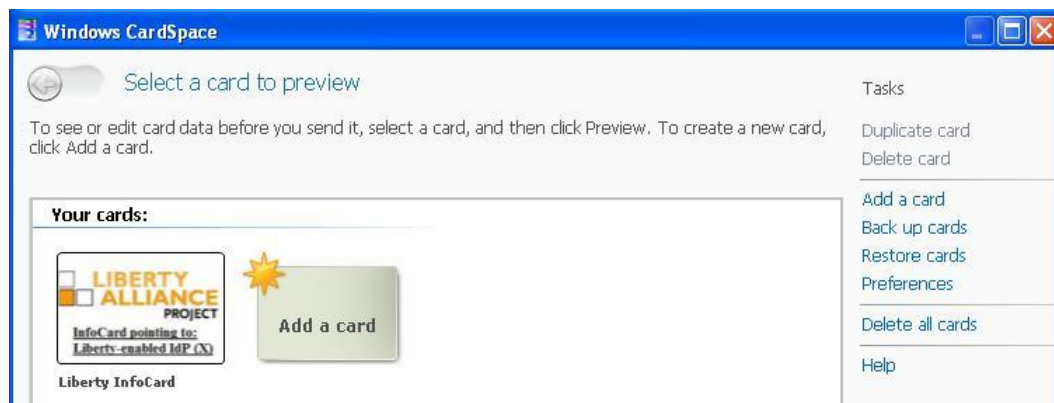 Windows CardSpace
Select a card to preview
To see or edit card data before you send it, select a card, and then click Preview. To create a new card,
click Add a card.
Your cards:
LIBERTY
ALLIANCE
PROJECT
InfoCard pointing to:
Liberty-enabled IdP (X)
Liberty InfoCard
Add a card
Tasks
Duplicate card
Delete card
Add a card
Back up cards
Restore cards
Preferences
Delete all cards
Help